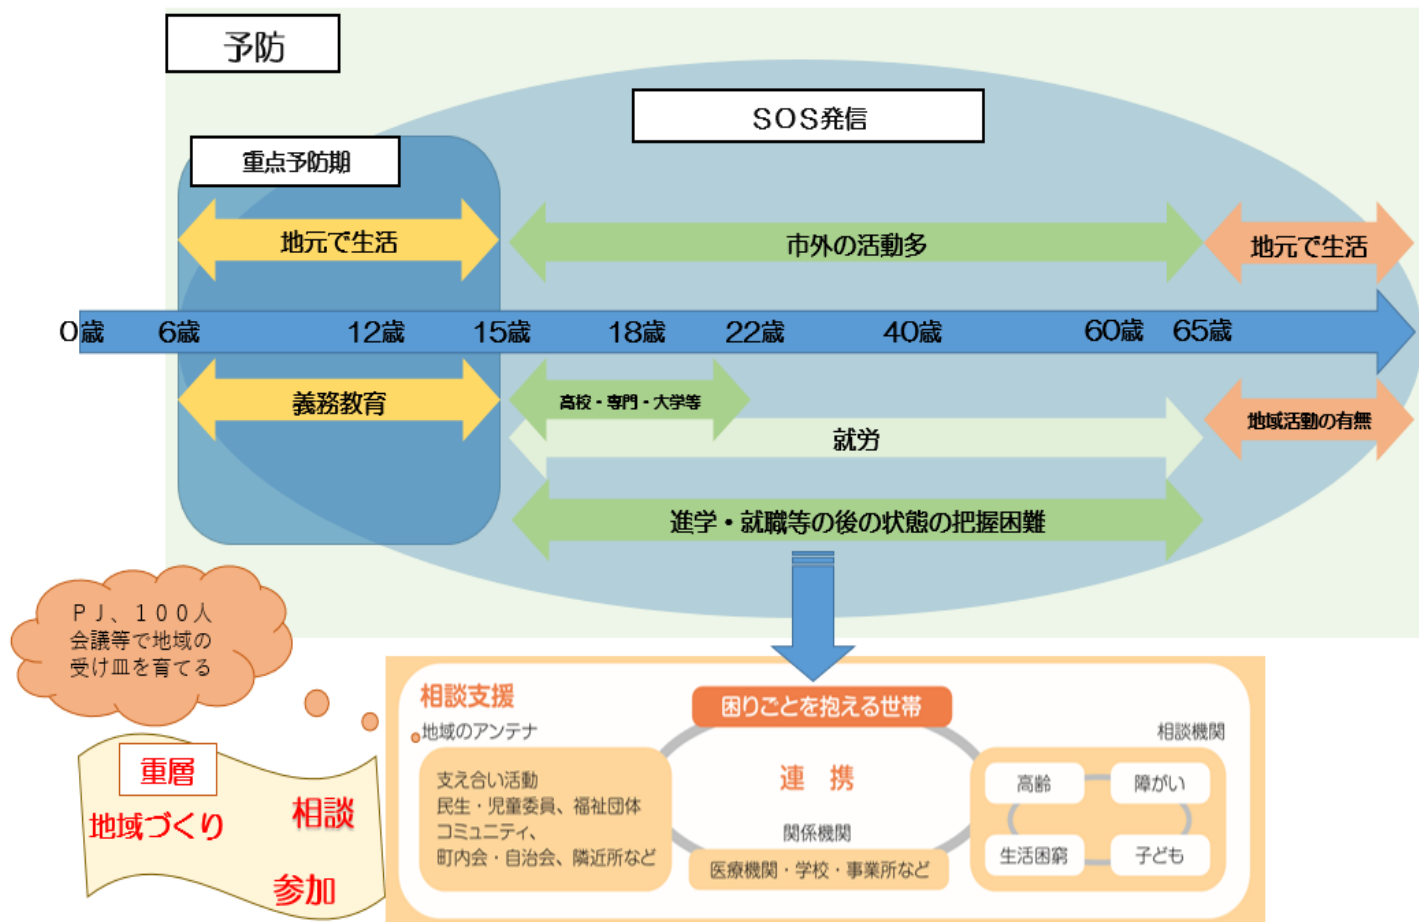 予防
SOS発信
重点予防期
地元で生活
市外の活動多
地元で生活
0歳 6歳 12歳 15歳 18歳 22歳 40歳 60歳 65歳
義務教育
高校・専門・大学等
地域活動の有無
就労
進学・就職等の後の状態の把握困難
PJ、100人
会議等で地域の
受け皿を育てる
重層
地域づくり
相談
参加
相談支援
困りごとを抱える世帯
地域のアンテナ
相談機関
支え合い活動
民生・児童委員、福祉団体
コミュニティ、
町内会・自治会、隣近所など
連 携
関係機関
医療機関・学校・事業所など
高齢
障がい
生活困窮
子ども